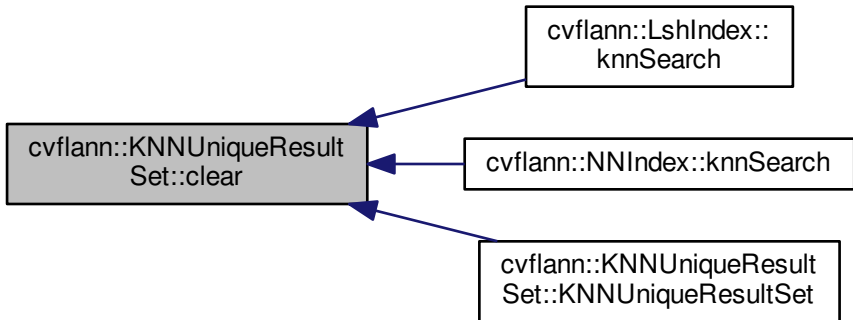 cvflann::LshIndex::
knnSearch
cvflann::KNNUniqueResult
Set::clear
cvflann::NNIndex::knnSearch
cvflann::KNNUniqueResult
Set::KNNUniqueResultSet